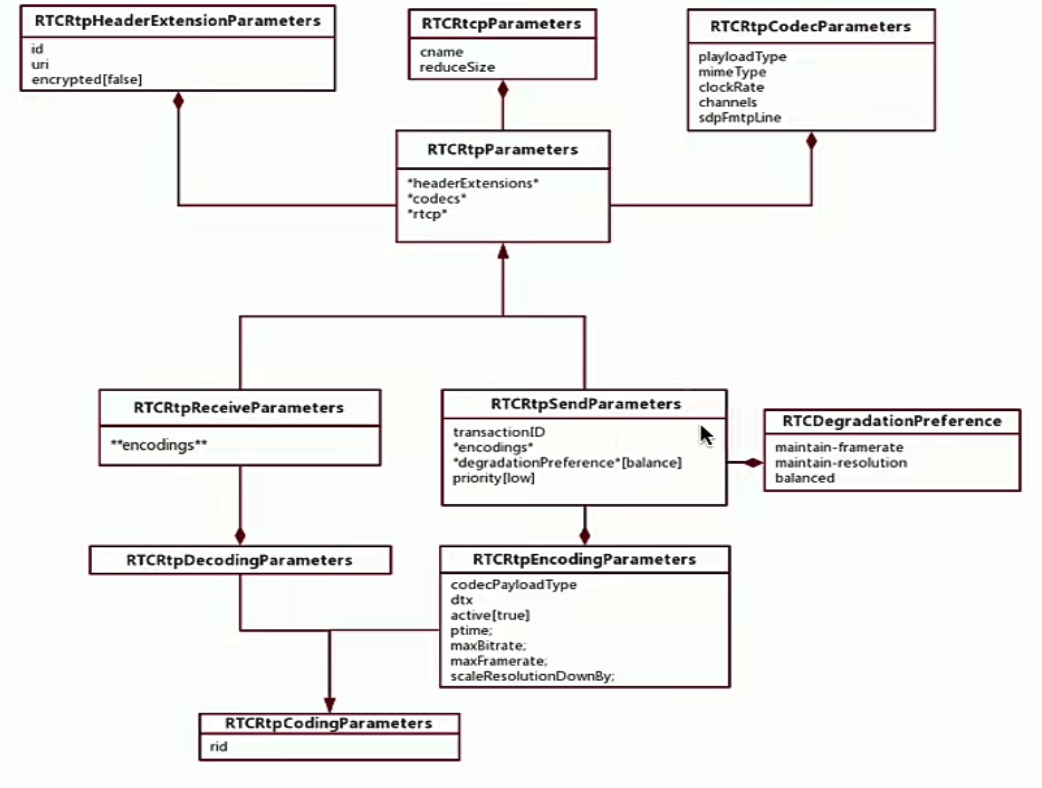 RTCRtpHeaderExtensionParameters
id
uri
encrypted[false]
RTCRtcpParameters
cname
reduceSize
RTCRtpCodecParameters
playloadType
mimeType
clockRate
channels
sdpFmtpLine
RTCRtpParameters
*headerExtensions*
*codecs*
*rtcp*
RTCRtpReceiveParameters
**encodings**
RTCRtpSendParameters
transactionID
*encodings*
*degradationPreference*[balance]
priority[low]
RTCDegradationPreference
maintain-framerate
maintain-resolution
balanced
RTCRtpDecodingParameters
RTCRtpEncodingParameters
codecPayloadType
dtx
active[true]
ptime;
maxBitrate;
maxFramerate;
scaleResolutionDownBy;
RTCRtpCodingParameters
rid